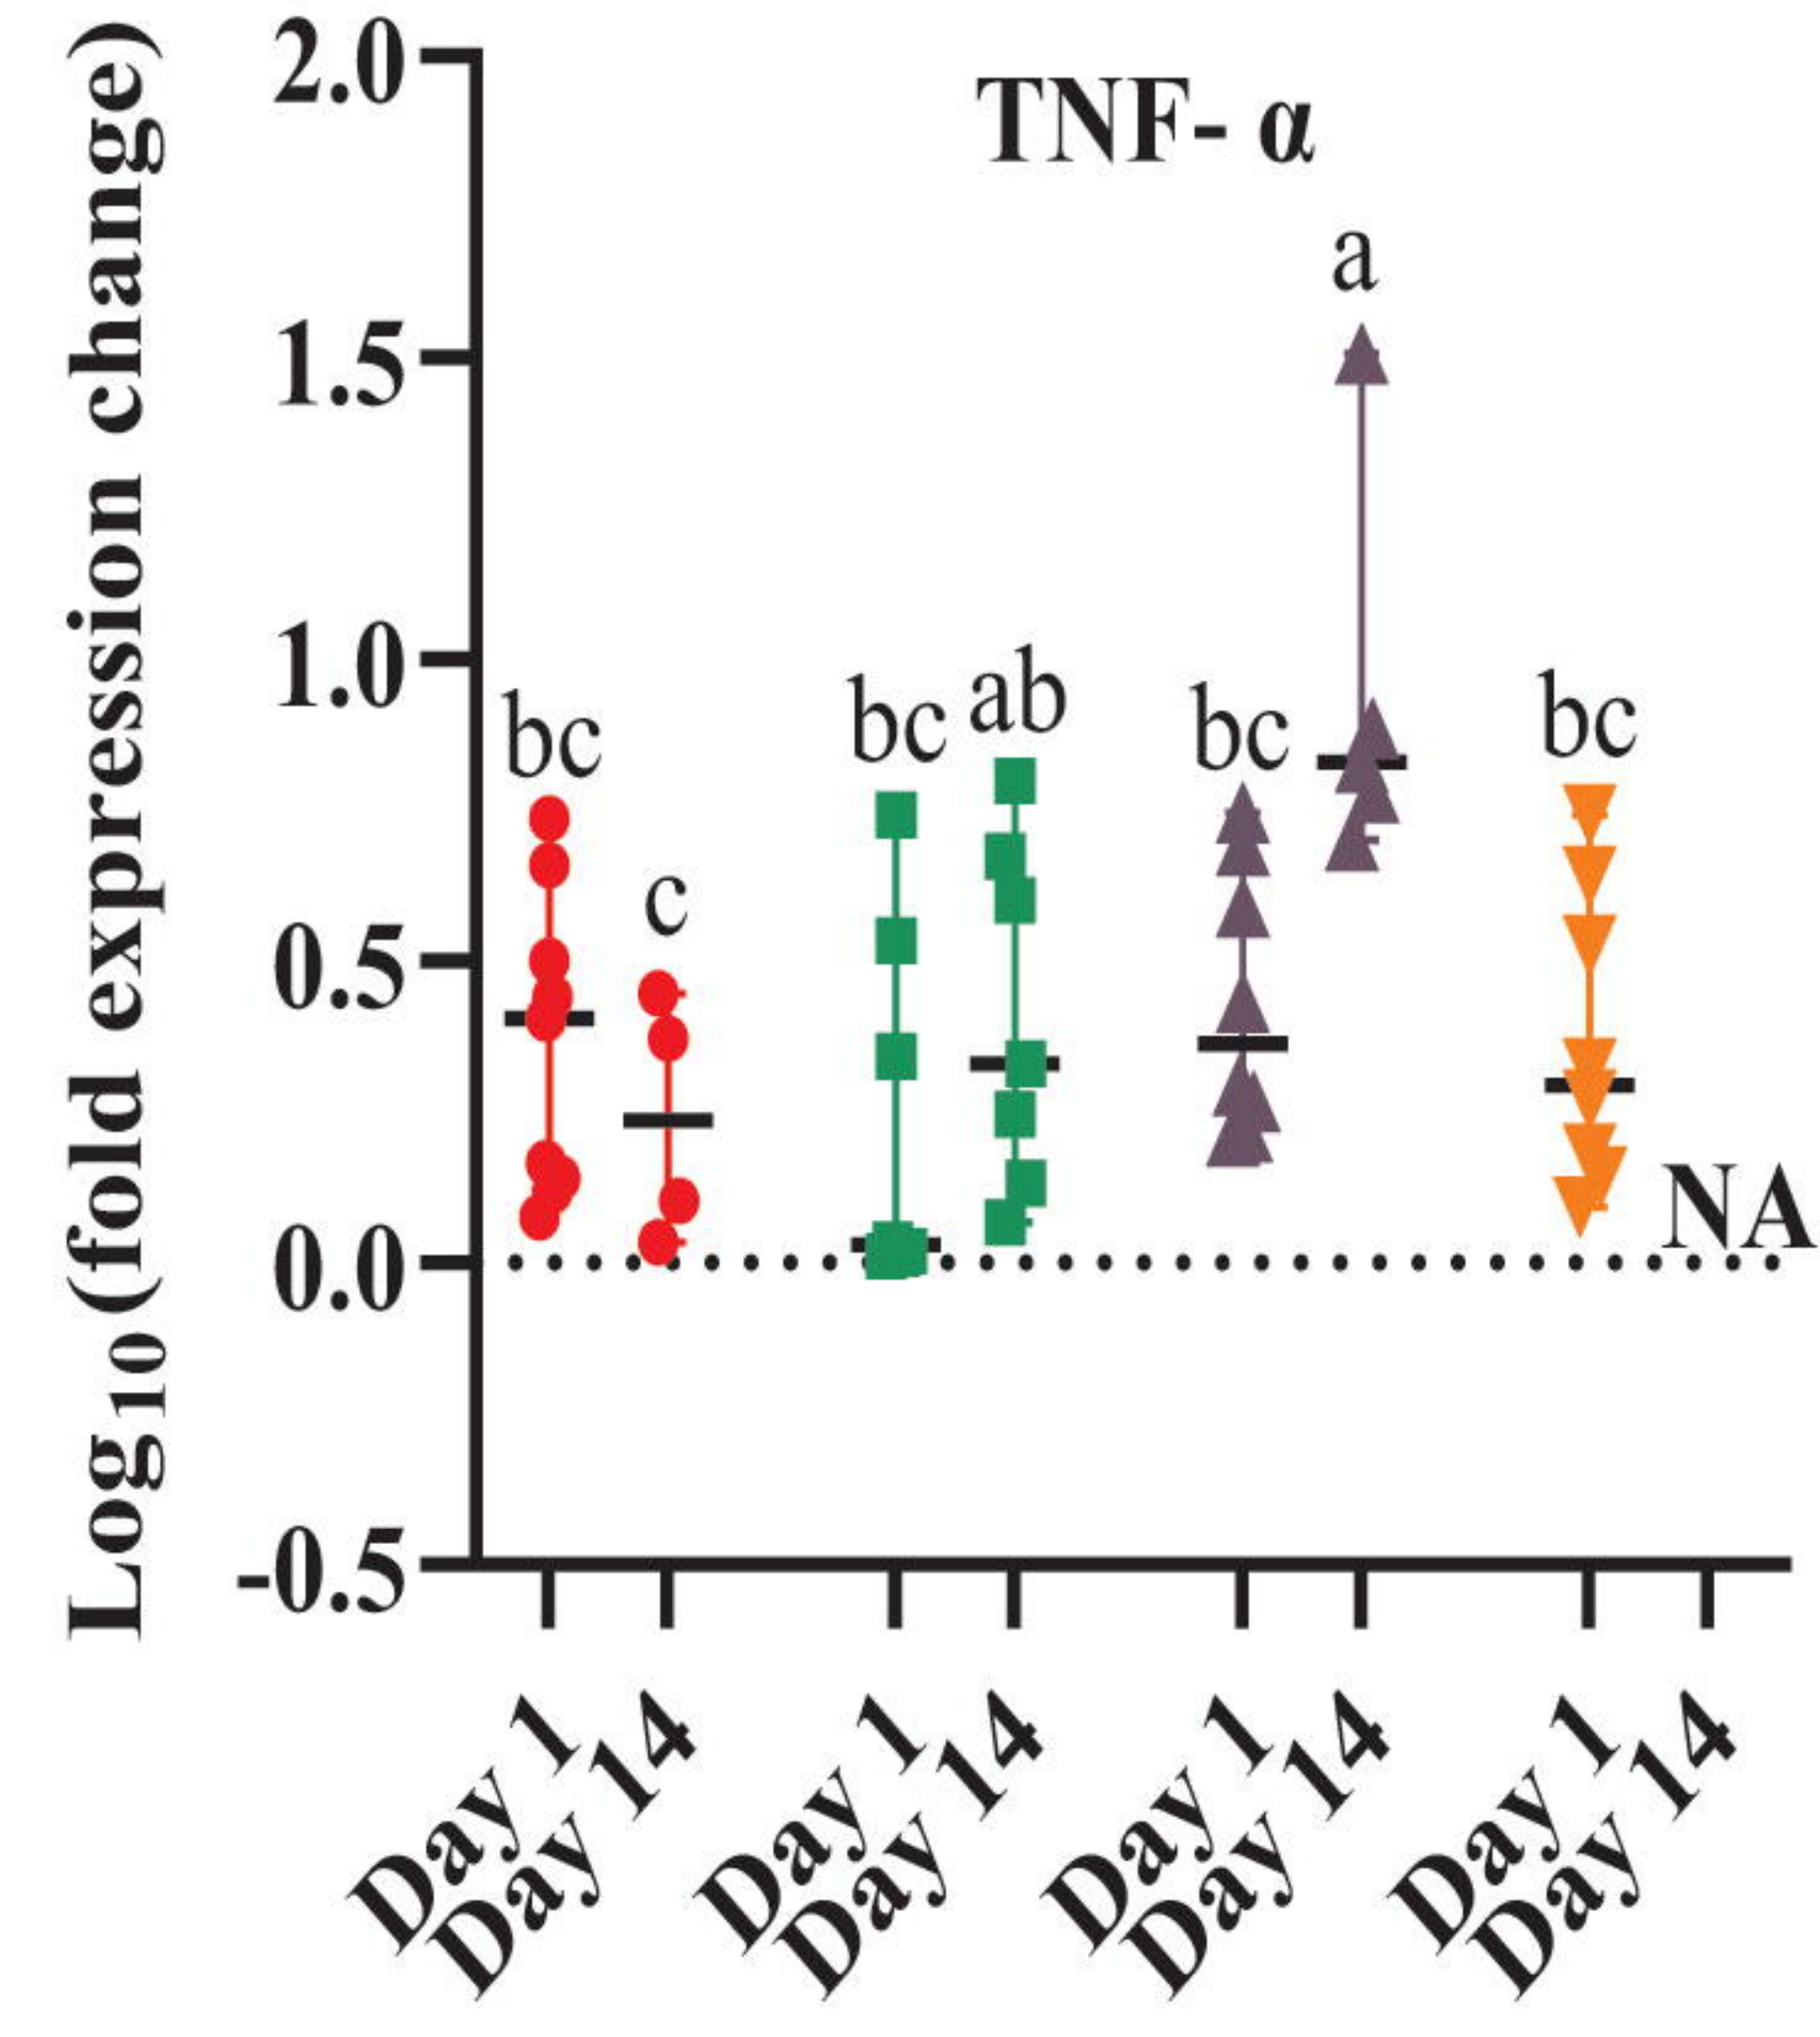 Log10 (fold expression change)
2.0
1.5
1.0
0.5
0.0
-0.5
TNF- α
bc
c
bc
ab
bc
a
bc
NA
Day 1
Day 14
Day 1
Day 14
Day 1
Day 14
Day 1
Day 14